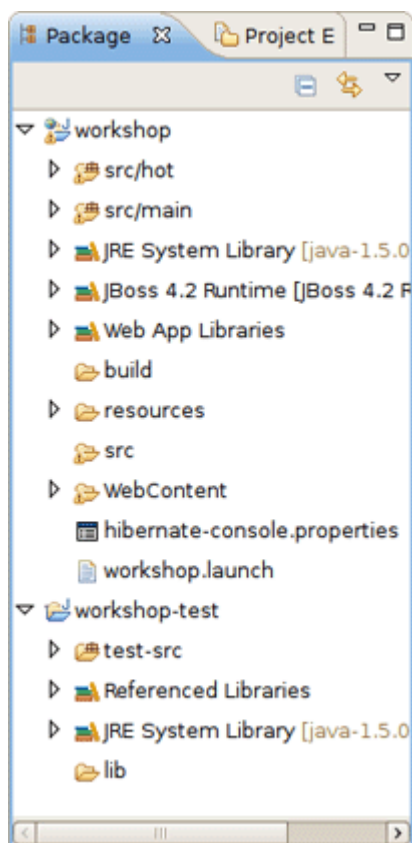 Package Project E
workshop
src/hot
src/main
JRE System Library [java-1.5.0
JBoss 4.2 Runtime [JBoss 4.2 R
Web App Libraries
build
resources
src
WebContent
hibernate-console.properties
workshop.launch
workshop-test
test-src
Referenced Libraries
JRE System Library [java-1.5.0
lib